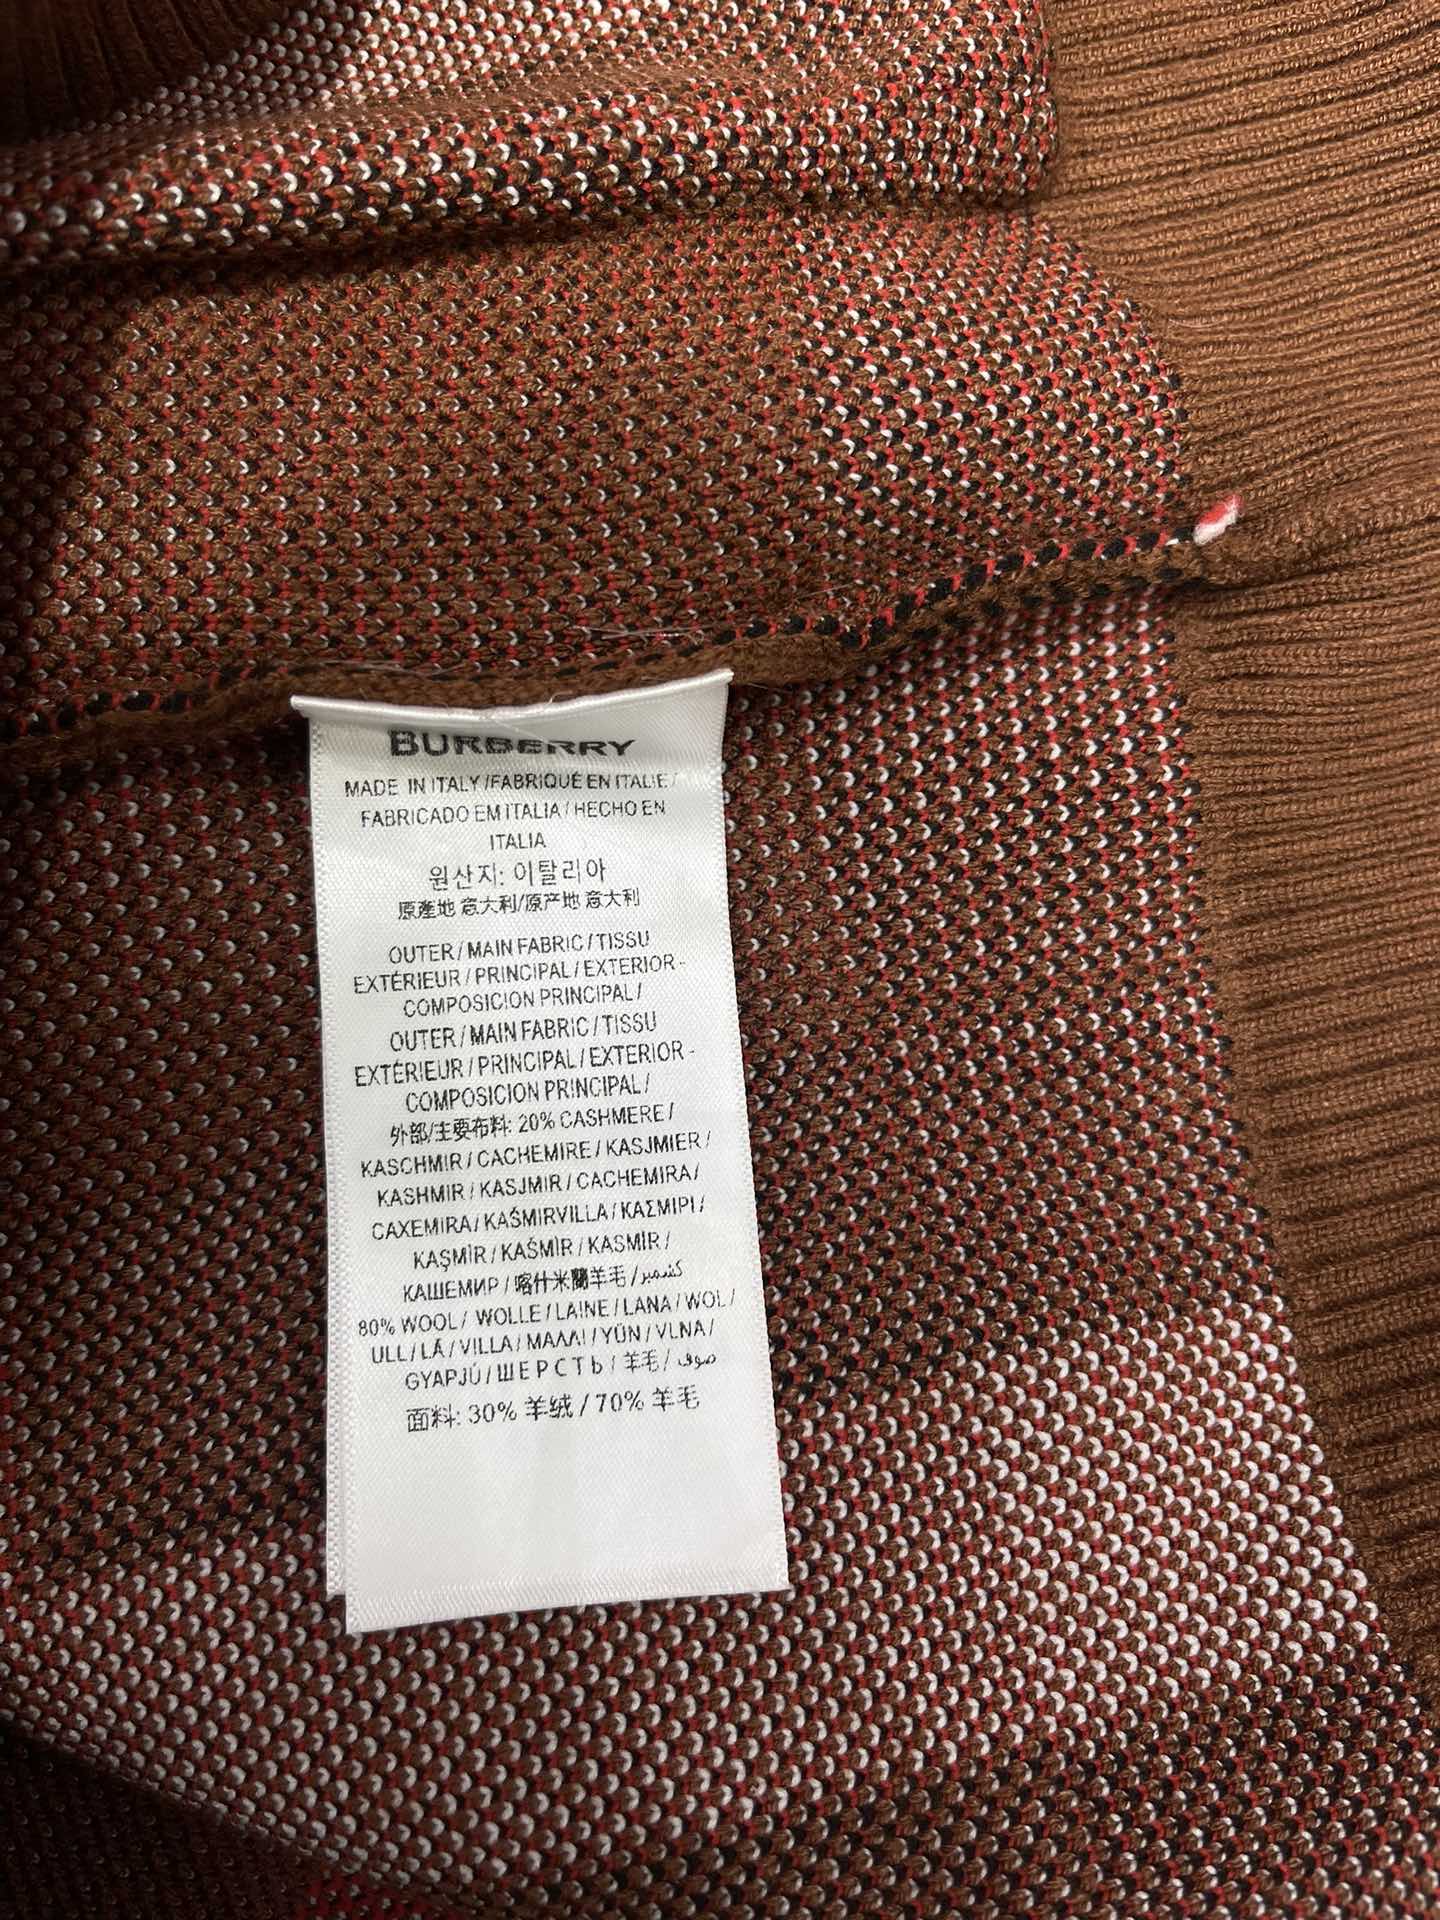 BURBERRY
MADE IN ITALY / FABRIQUÉ EN ITALIE /
FABRICADO EM ITALIA / HECHO EN
ITALIA
원산지: 이탈리아
原產地 意大利/原产地 意大利
OUTER / MAIN FABRIC / TISSU
EXTÉRIEUR / PRINCIPAL / EXTERIOR -
COMPOSICION PRINCIPAL /
OUTER / MAIN FABRIC / TISSU
EXTÉRIEUR / PRINCIPAL / EXTERIOR -
COMPOSICION PRINCIPAL /
外部/主要布料: 20% CASHMERE /
KASCHMIR / CACHEMIRE / KASJMIER /
KASHMIR / KASJMIR / CACHEMIRA /
CAXEMIRA / KAŚMIRVILLA / ΚΑΣΜΙΡΙ /
KAŞMİR / KAŠMÍR / KASMÍR /
КАШЕМИР / 喀什米蘭羊毛 / كشمير
80% WOOL / WOLLE / LAINE / LANA / WOL /
ULL / LÃ / VILLA / ΜΑΛΛΙ / YÜN / VLNA /
GYAPJÚ / ШЕРСТЬ / 羊毛 / صوف
面料: 30% 羊绒 / 70% 羊毛